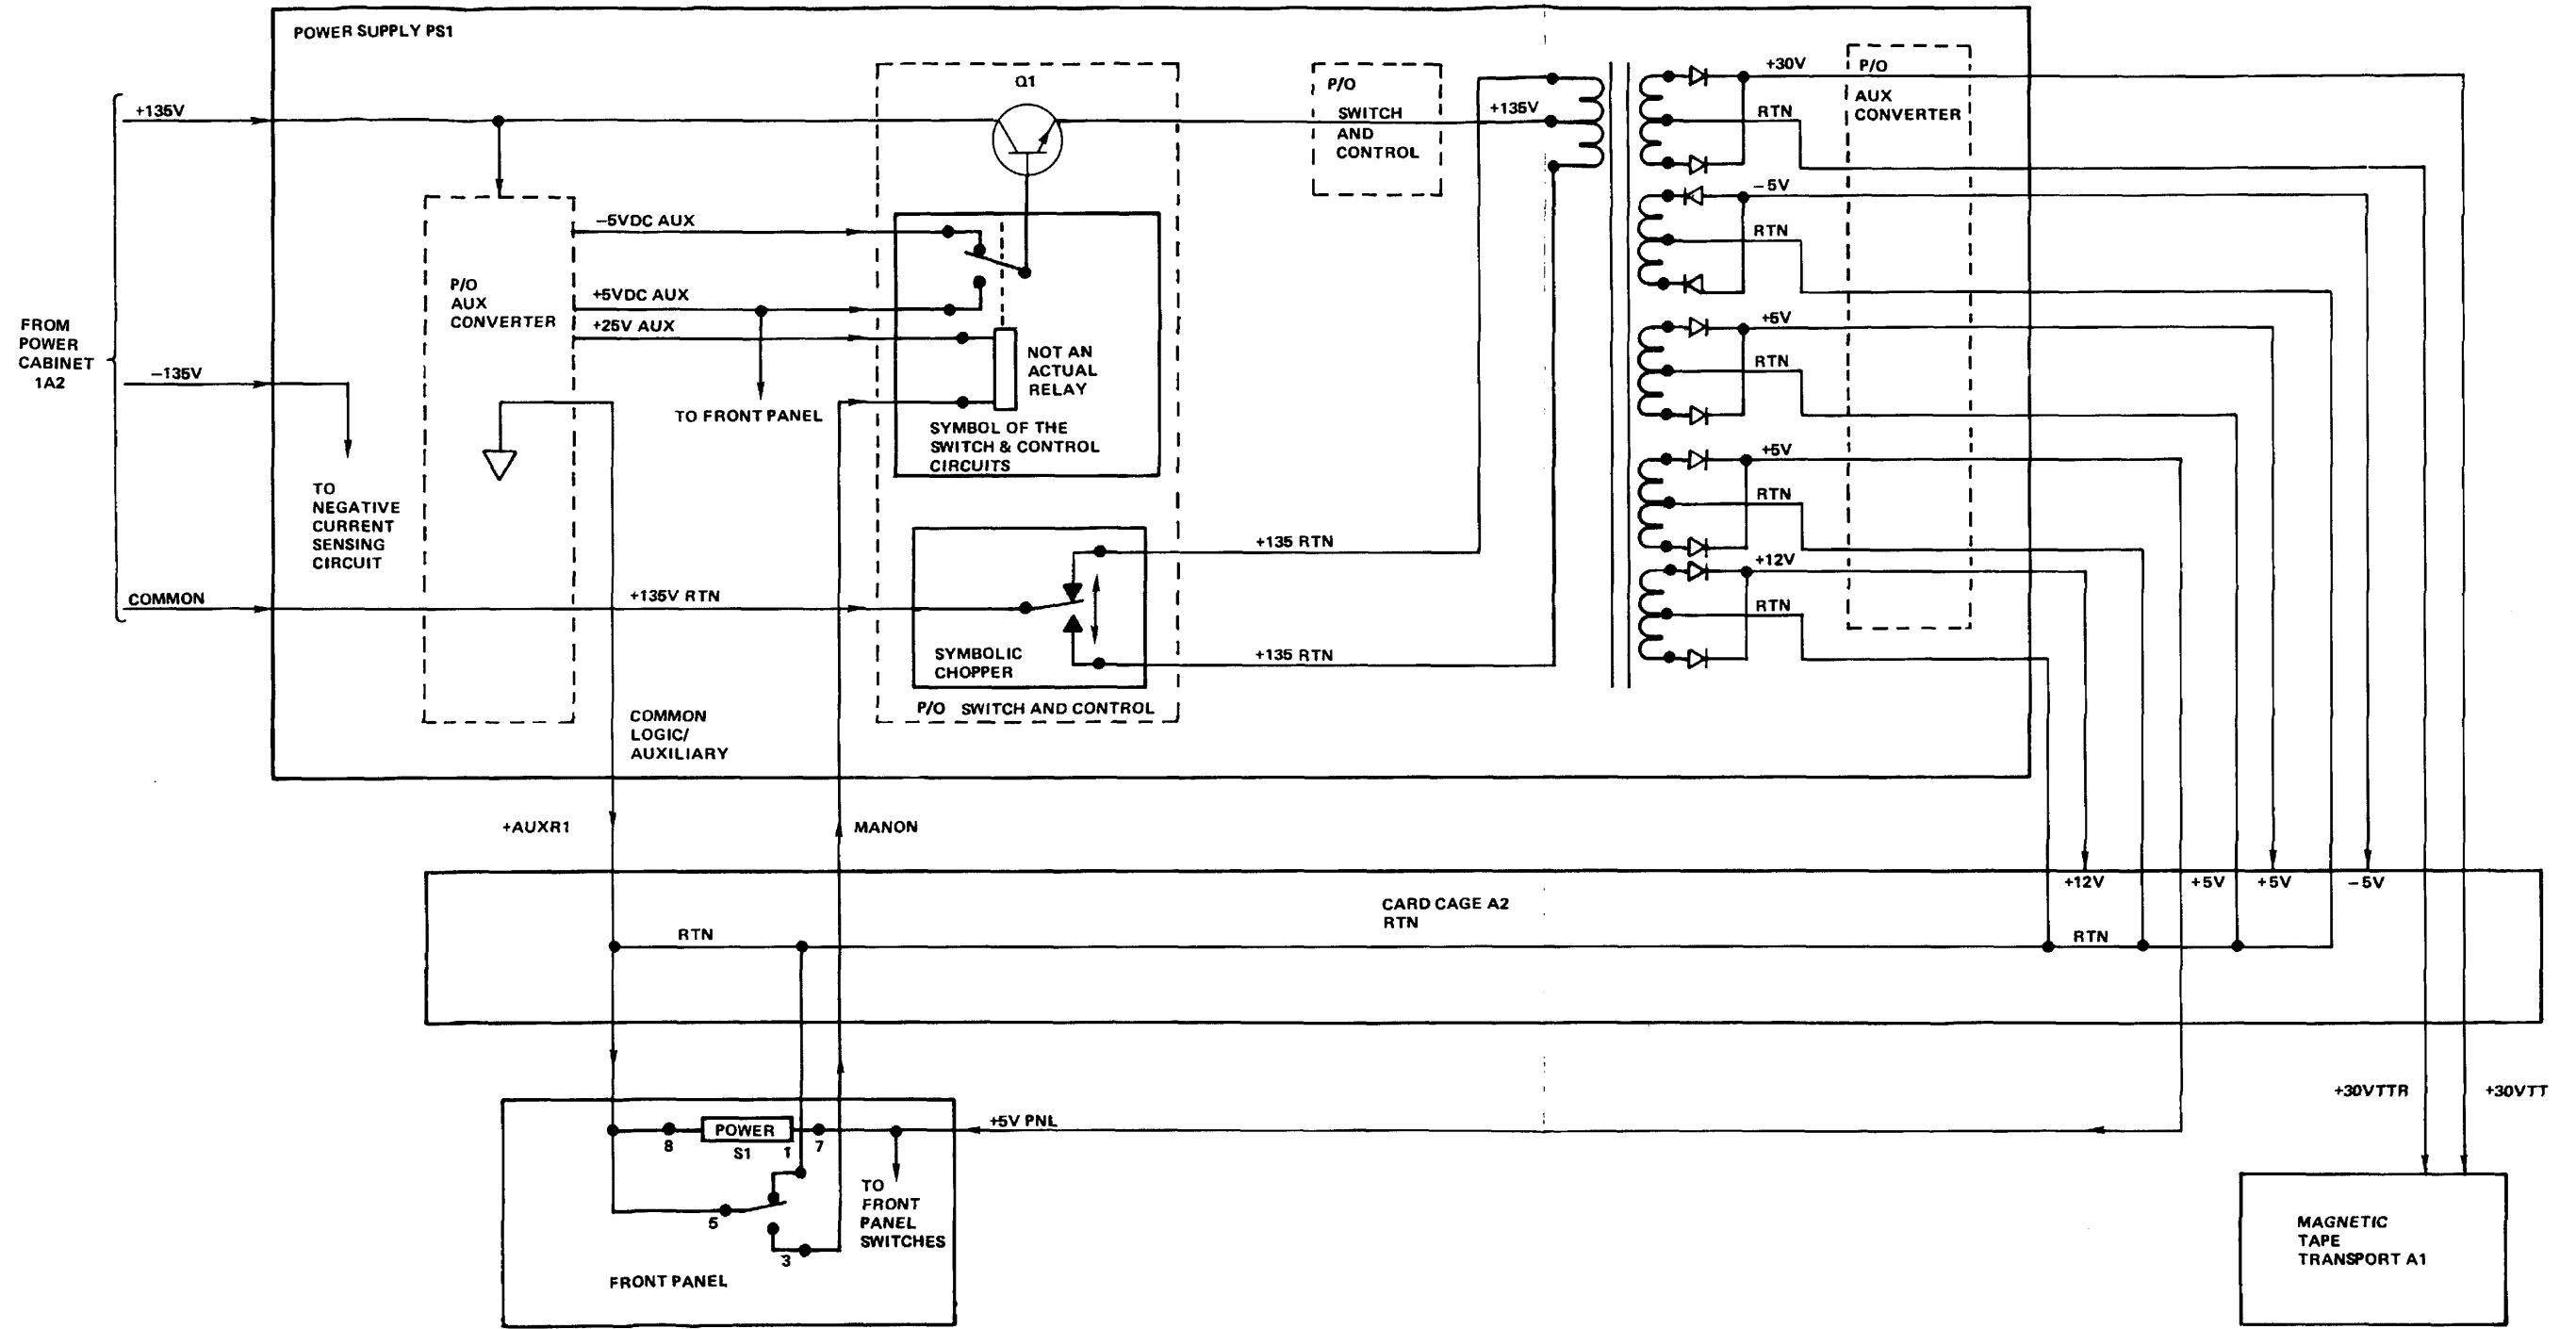 POWER SUPPLY PS1
FROM
POWER
CABINET
1A2
+135V
−135V
COMMON
TO
NEGATIVE
CURRENT
SENSING
CIRCUIT
P/O
AUX
CONVERTER
−5VDC AUX
+5VDC AUX
+25V AUX
TO FRONT PANEL
+135V RTN
COMMON
LOGIC/
AUXILIARY
Q1
NOT AN
ACTUAL
RELAY
SYMBOL OF THE
SWITCH & CONTROL
CIRCUITS
SYMBOLIC
CHOPPER
P/O SWITCH AND CONTROL
+135 RTN
+135 RTN
P/O
SWITCH
AND
CONTROL
+135V
+30V
RTN
−5V
RTN
+5V
RTN
+5V
RTN
+12V
RTN
P/O
AUX
CONVERTER
+AUXR1
MANON
CARD CAGE A2
RTN
+12V
+5V
+5V
−5V
RTN
RTN
+30VTTR
+30VTT
+5V PNL
8
POWER
S1
1
7
5
3
TO
FRONT
PANEL
SWITCHES
FRONT PANEL
MAGNETIC
TAPE
TRANSPORT A1